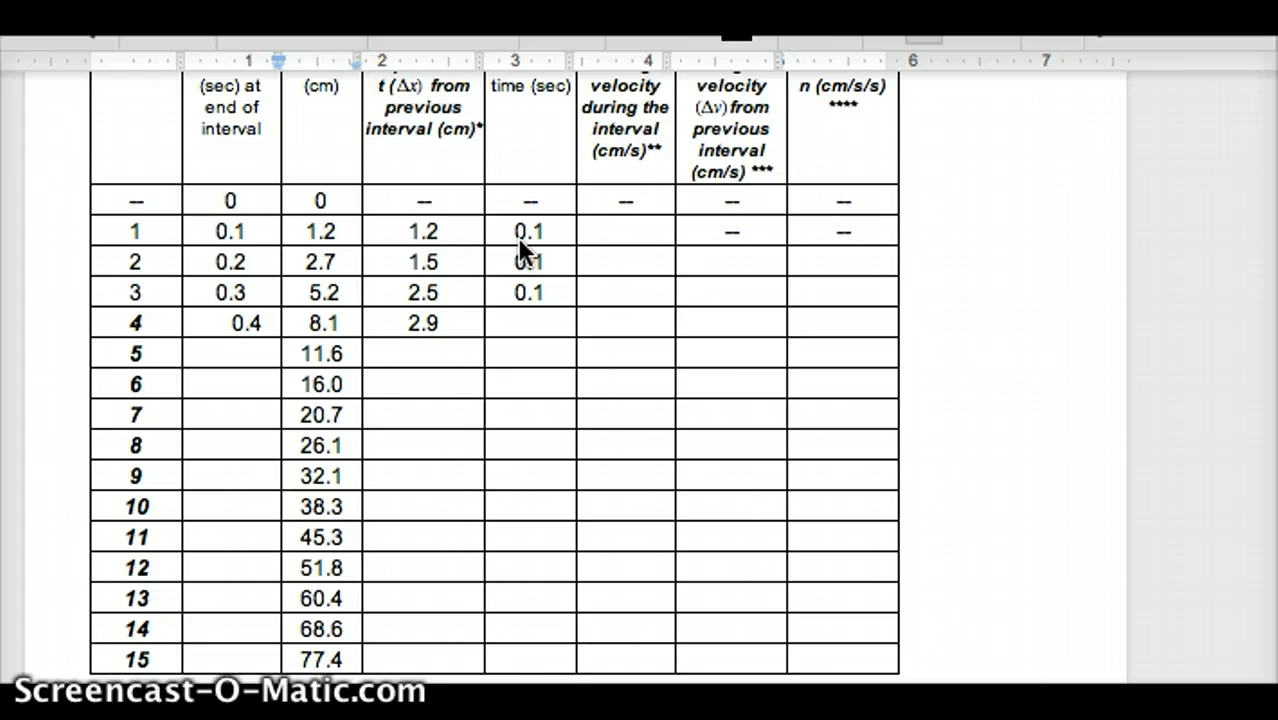 1 2 3 4 5 6 7
(sec) at end of interval (cm) t (Δx) from previous interval (cm)* time (sec) velocity during the interval (cm/s)** velocity (Δv) from previous interval (cm/s) *** n (cm/s/s) ****
-- 0 0 -- -- -- -- --
1 0.1 1.2 1.2 0.1 -- --
2 0.2 2.7 1.5 0.1
3 0.3 5.2 2.5 0.1
4 0.4 8.1 2.9
5 11.6
6 16.0
7 20.7
8 26.1
9 32.1
10 38.3
11 45.3
12 51.8
13 60.4
14 68.6
15 77.4
Screencast-O-Matic.com